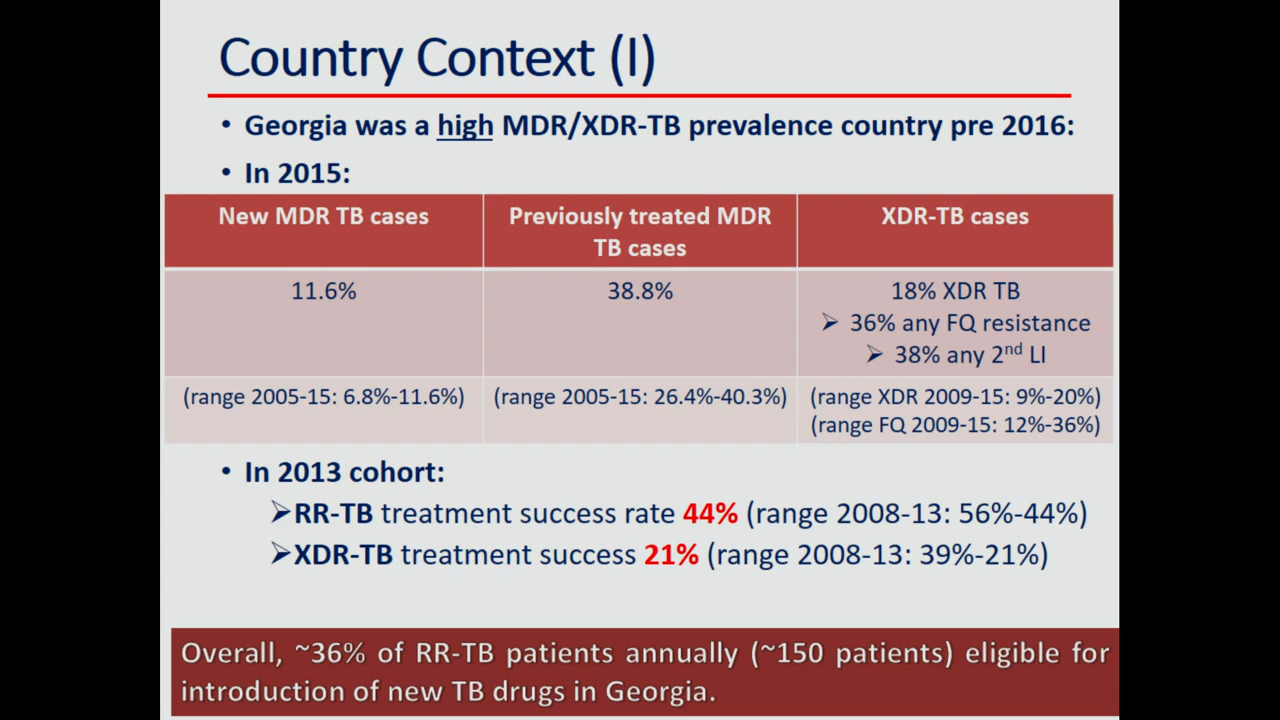 Country Context (I)
• Georgia was a high MDR/XDR-TB prevalence country pre 2016:
• In 2015:
New MDR TB cases
Previously treated MDR
TB cases
XDR-TB cases
11.6%
38.8%
18% XDR TB
➢ 36% any FQ resistance
➢ 38% any 2nd LI
(range 2005-15: 6.8%-11.6%)
(range 2005-15: 26.4%-40.3%)
(range XDR 2009-15: 9%-20%)
(range FQ 2009-15: 12%-36%)
• In 2013 cohort:
➢RR-TB treatment success rate 44% (range 2008-13: 56%-44%)
➢XDR-TB treatment success 21% (range 2008-13: 39%-21%)
Overall, ~36% of RR-TB patients annually (~150 patients) eligible for
introduction of new TB drugs in Georgia.